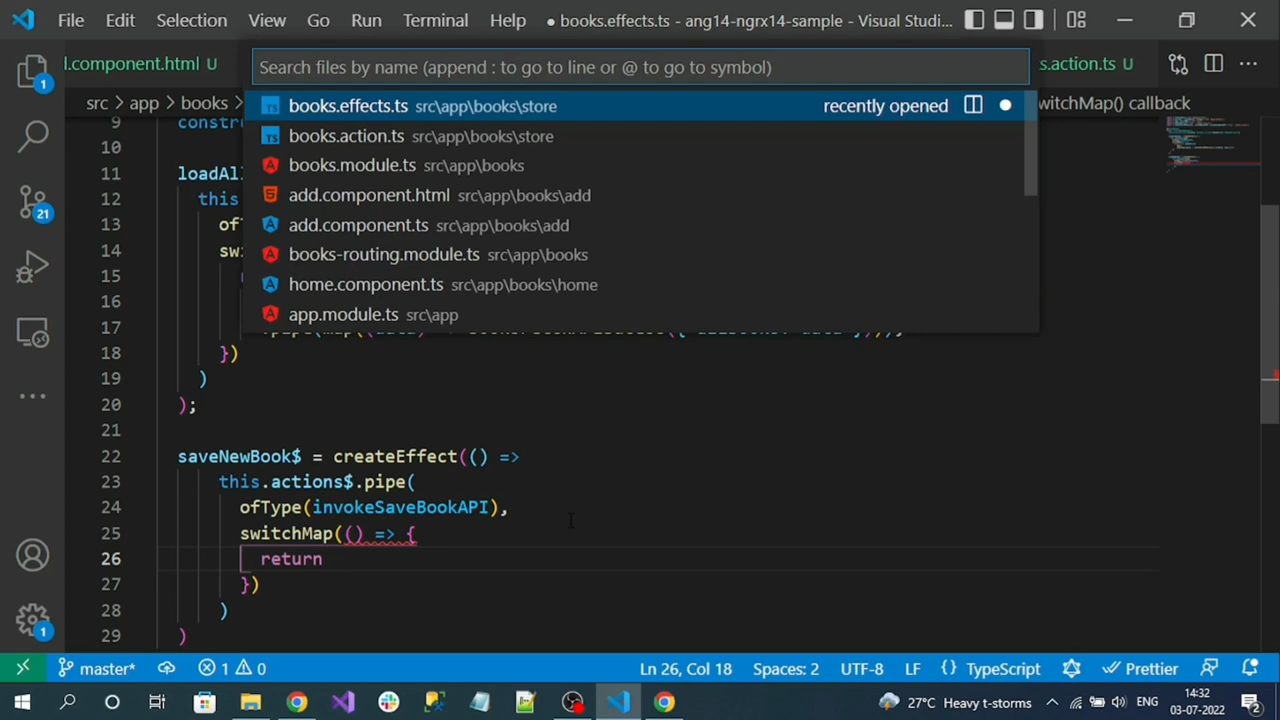 File Edit Selection View Go Run Terminal Help ● books.effects.ts - ang14-ngrx14-sample - Visual Studi...
d.component.html U
s.action.ts U
Search files by name (append : to go to line or @ to go to symbol)
src > app > books >
witchMap() callback
books.effects.ts src\app\books\store recently opened
books.action.ts src\app\books\store
books.module.ts src\app\books
add.component.html src\app\books\add
add.component.ts src\app\books\add
books-routing.module.ts src\app\books
home.component.ts src\app\books\home
app.module.ts src\app
9 constru
10
11 loadAll
12 this
13 ofT
14 swi
15
16
17
18 })
19 )
20 );
21
22 saveNewBook$ = createEffect(() =>
23 this.actions$.pipe(
24 ofType(invokeSaveBookAPI),
25 switchMap(() => {
26 return
27 })
28 )
29 )
1
21
1
master* 1 0 Ln 26, Col 18 Spaces: 2 UTF-8 LF {} TypeScript Prettier
27°C Heavy t-storms ENG 14:32
03-07-2022 2